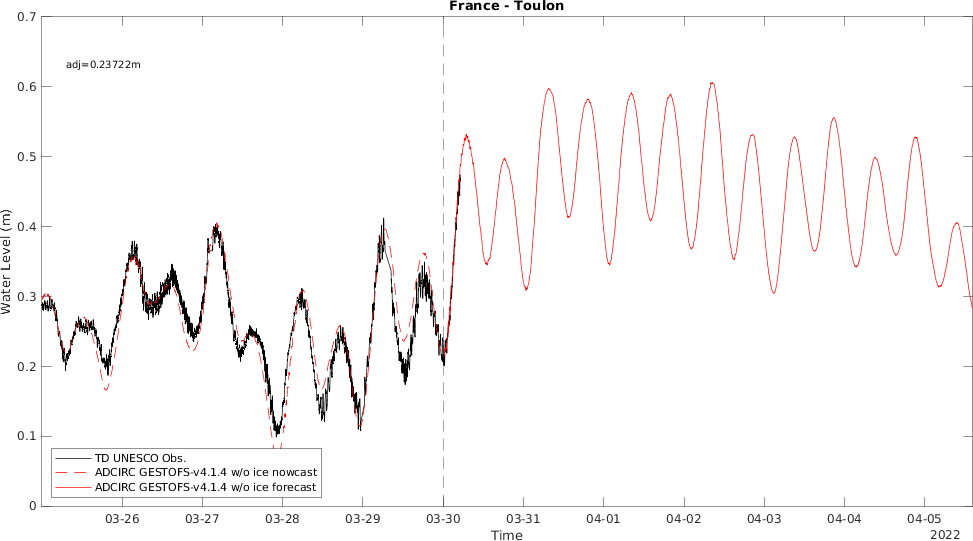 France - Toulon
adj=0.23722m
Water Level (m)
0.7
0.6
0.5
0.4
0.3
0.2
0.1
0
TD UNESCO Obs.
ADCIRC GESTOFS-v4.1.4 w/o ice nowcast
ADCIRC GESTOFS-v4.1.4 w/o ice forecast
03-26 03-27 03-28 03-29 03-30 03-31 04-01 04-02 04-03 04-04 04-05
Time
2022